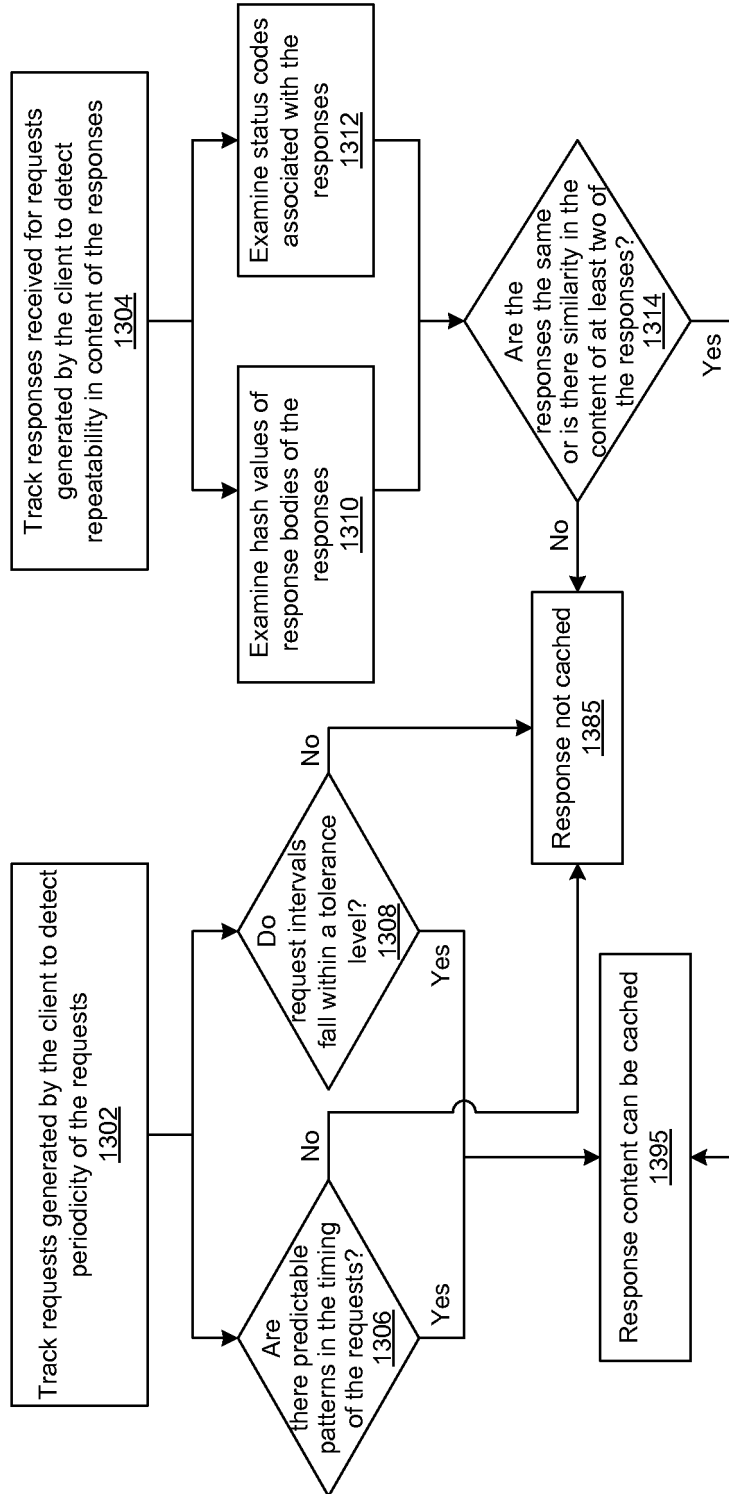 Track requests generated by the client to detect
periodicity of the requests
1302
Are
there predictable
patterns in the timing
of the requests?
1306
No
Yes
Do
request intervals
fall within a tolerance
level?
1308
No
Yes
Track responses received for requests
generated by the client to detect
repeatability in content of the responses
1304
Examine hash values of
response bodies of the
responses
1310
Examine status codes
associated with the
responses
1312
Are the
responses the same
or is there similarity in the
content of at least two of
the responses?
1314
No
Yes
Response not cached
1385
Response content can be cached
1395